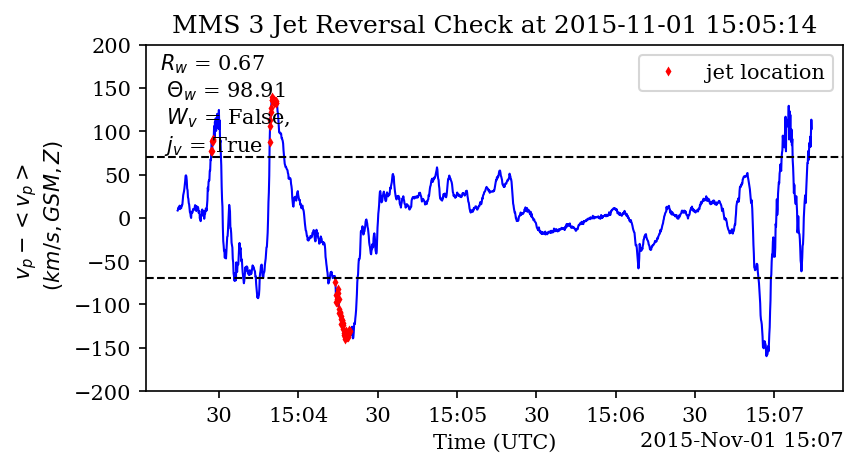 MMS 3 Jet Reversal Check at 2015-11-01 15:05:14
200
150
100
50
0
−50
−100
−150
−200
v_p − < v_p >
(km/s, GSM, Z)
R_w = 0.67
Θ_w = 98.91
W_v = False,
j_v = True
jet location
30 15:04 30 15:05 30 15:06 30 15:07
Time (UTC)
2015-Nov-01 15:07